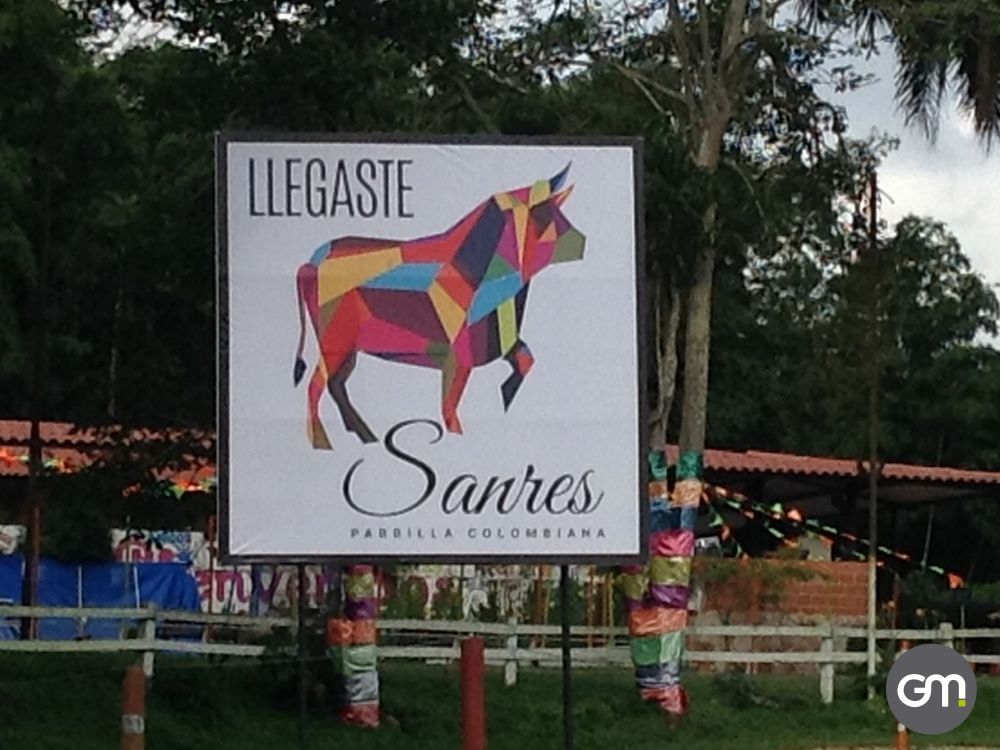 LLEGASTE
Sanres
PARRILLA COLOMBIANA
GM.